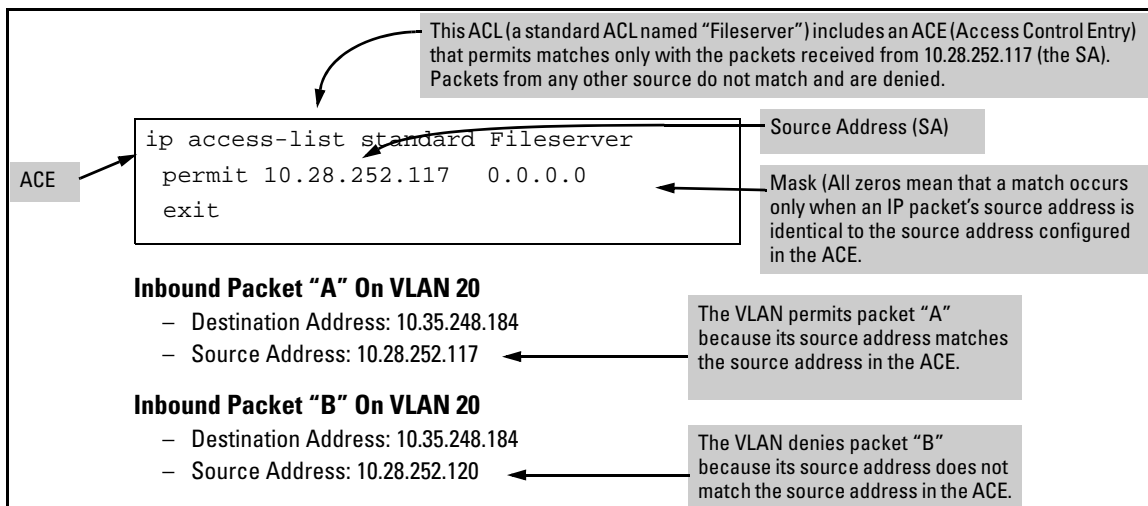 This ACL (a standard ACL named “Fileserver”) includes an ACE (Access Control Entry)
that permits matches only with the packets received from 10.28.252.117 (the SA).
Packets from any other source do not match and are denied.
ip access-list standard Fileserver
permit 10.28.252.117 0.0.0.0
exit
ACE
Source Address (SA)
Mask (All zeros mean that a match occurs
only when an IP packet's source address is
identical to the source address configured
in the ACE.
Inbound Packet “A” On VLAN 20
– Destination Address: 10.35.248.184
– Source Address: 10.28.252.117
The VLAN permits packet “A”
because its source address matches
the source address in the ACE.
Inbound Packet “B” On VLAN 20
– Destination Address: 10.35.248.184
– Source Address: 10.28.252.120
The VLAN denies packet “B”
because its source address does not
match the source address in the ACE.